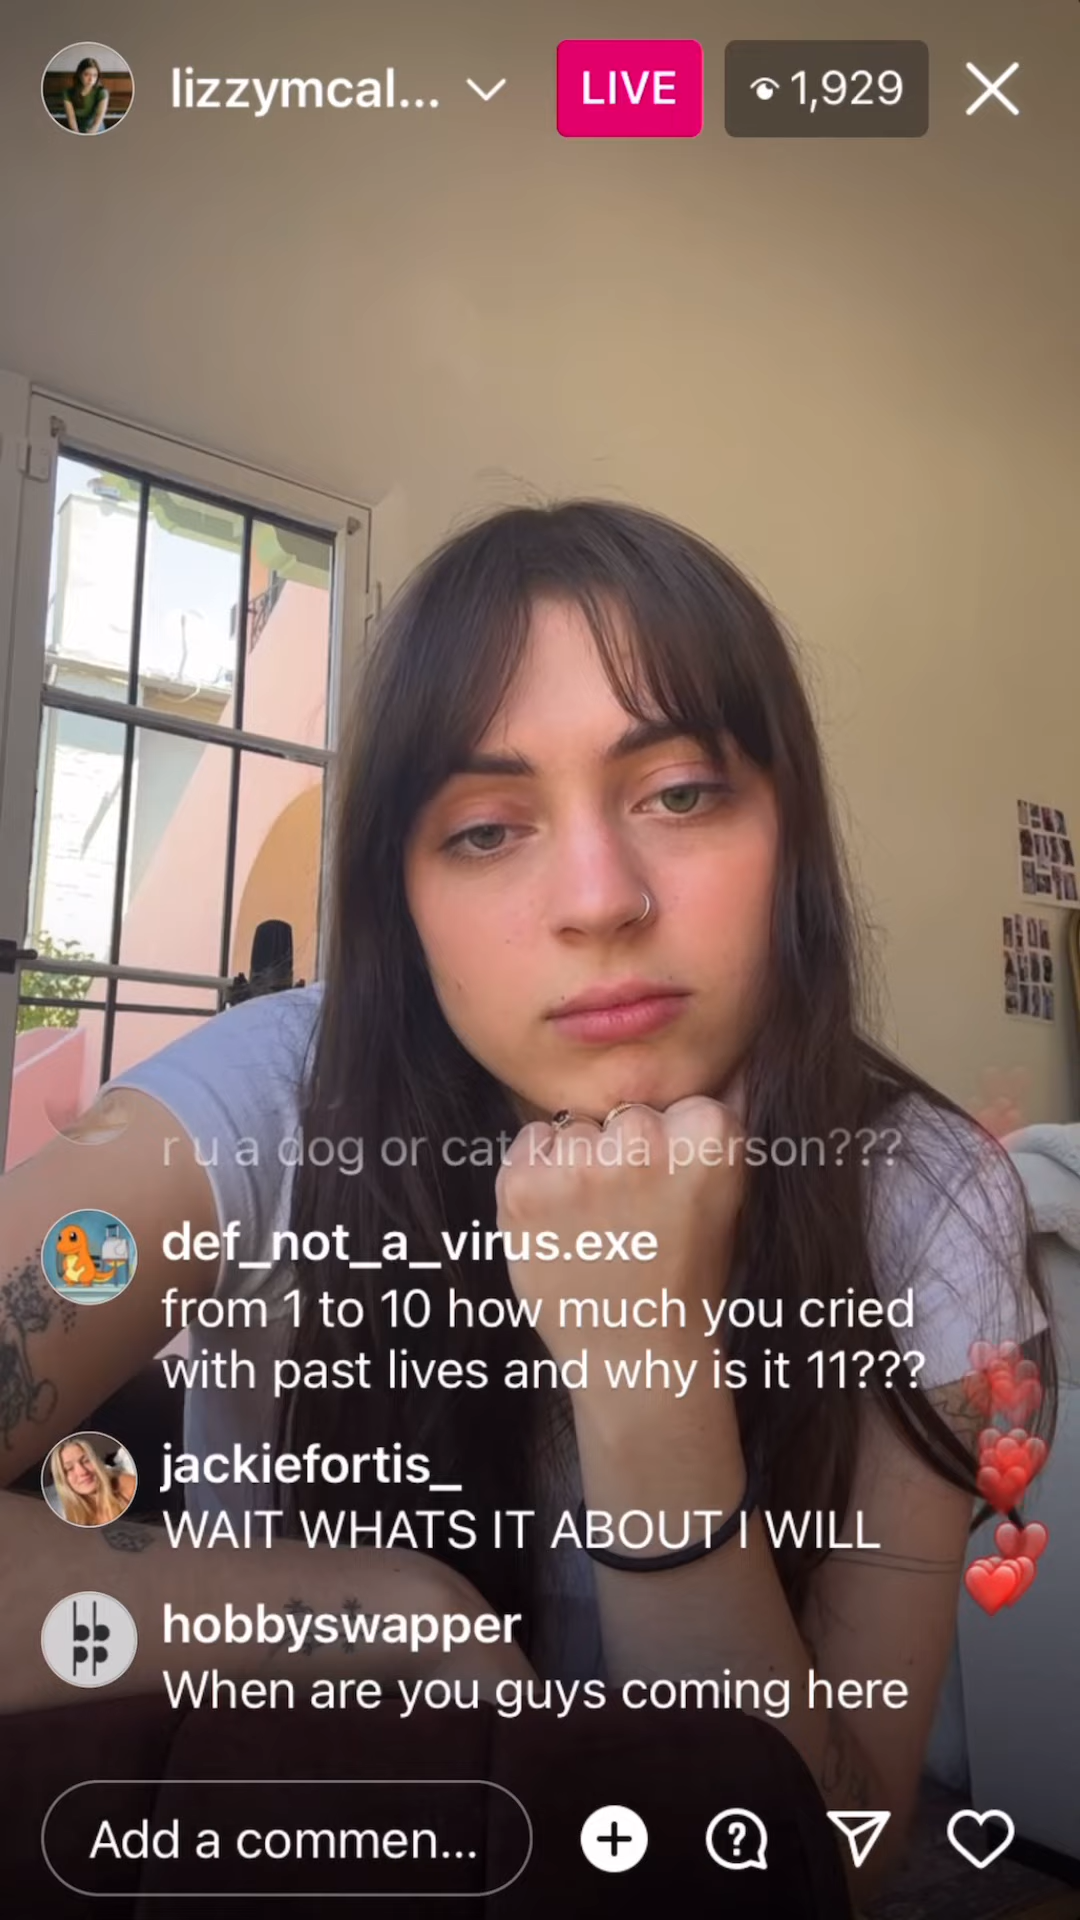 lizzymcal...
LIVE
1,929
r u a dog or cat kinda person???
def_not_a_virus.exe
from 1 to 10 how much you cried
with past lives and why is it 11???
jackiefortis_
WAIT WHATS IT ABOUT I WILL
hobbyswapper
When are you guys coming here
Add a commen...